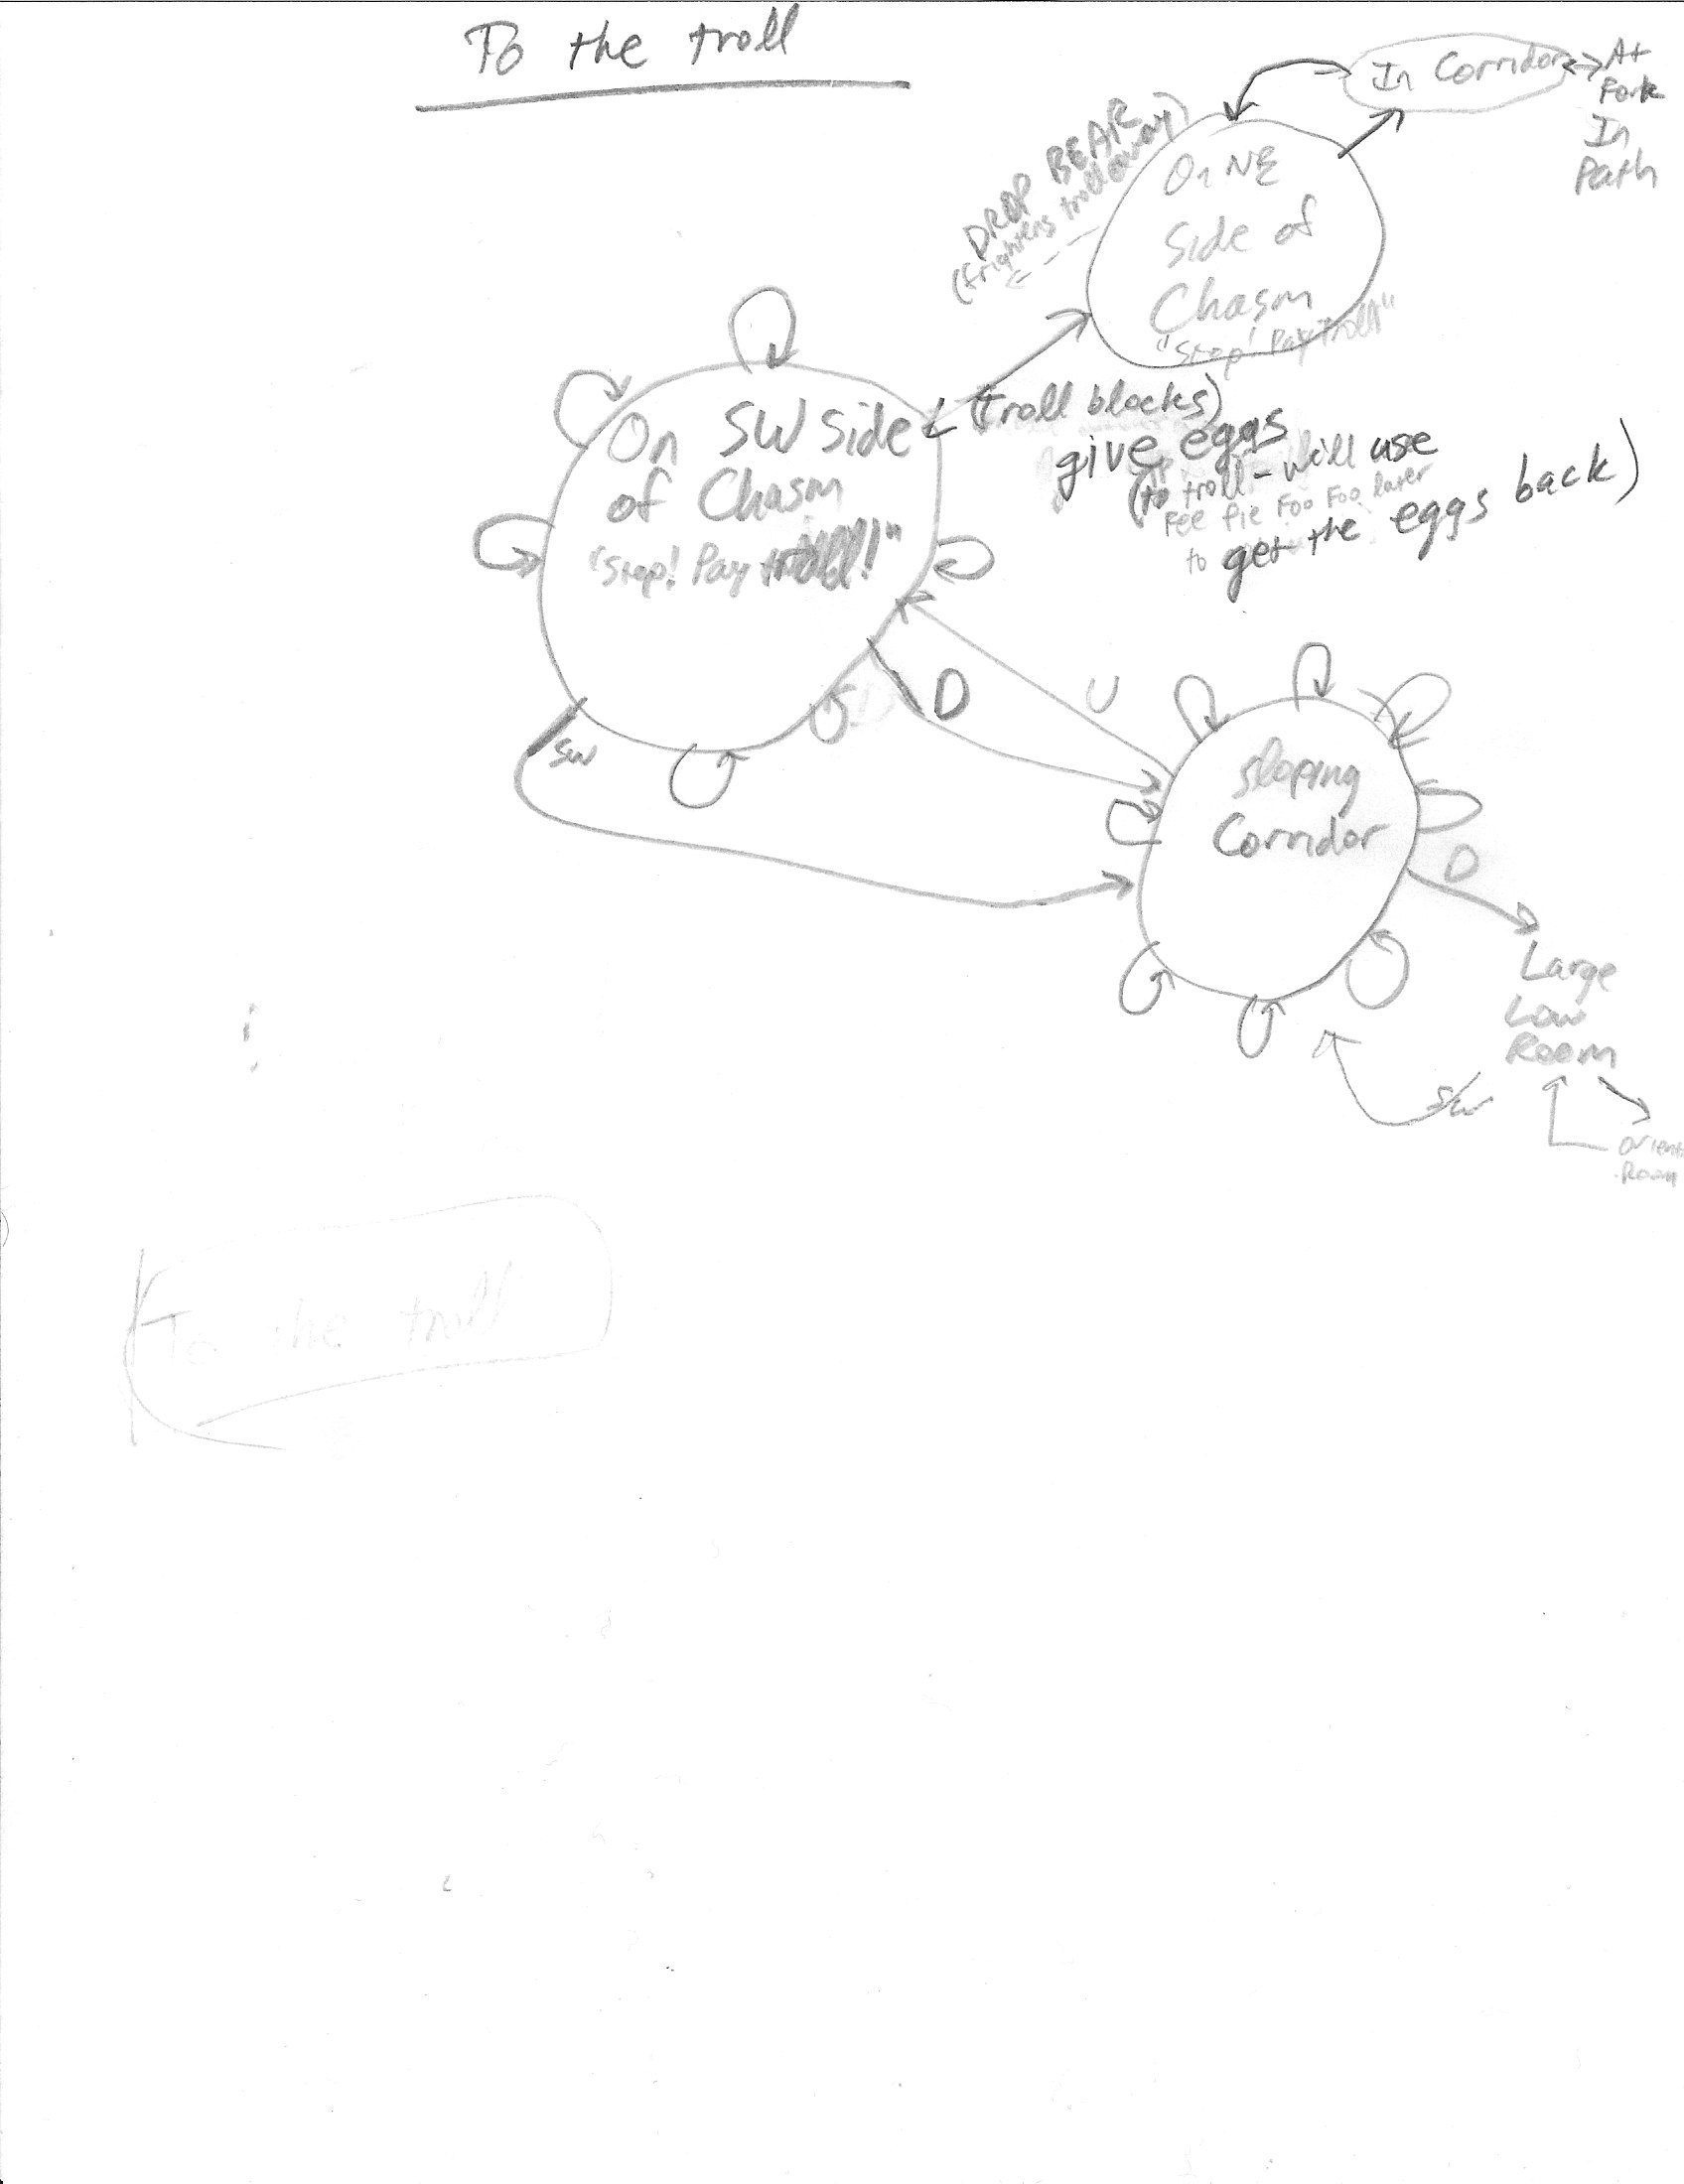 To the troll
In Corridor
At
Fork
In
Path
DROP BEAR
(frightens troll away)
On NE
Side of
Chasm
"Stop! Pay Troll"
On SW Side
of Chasm
"Stop! Pay troll!"
(troll blocks)
give eggs
(to troll - will use
Fee fie Foo Foo later
to get the eggs back)
D
U
SW
Sloping
Corridor
D
Large
Low
Room
SW
Room
To the troll